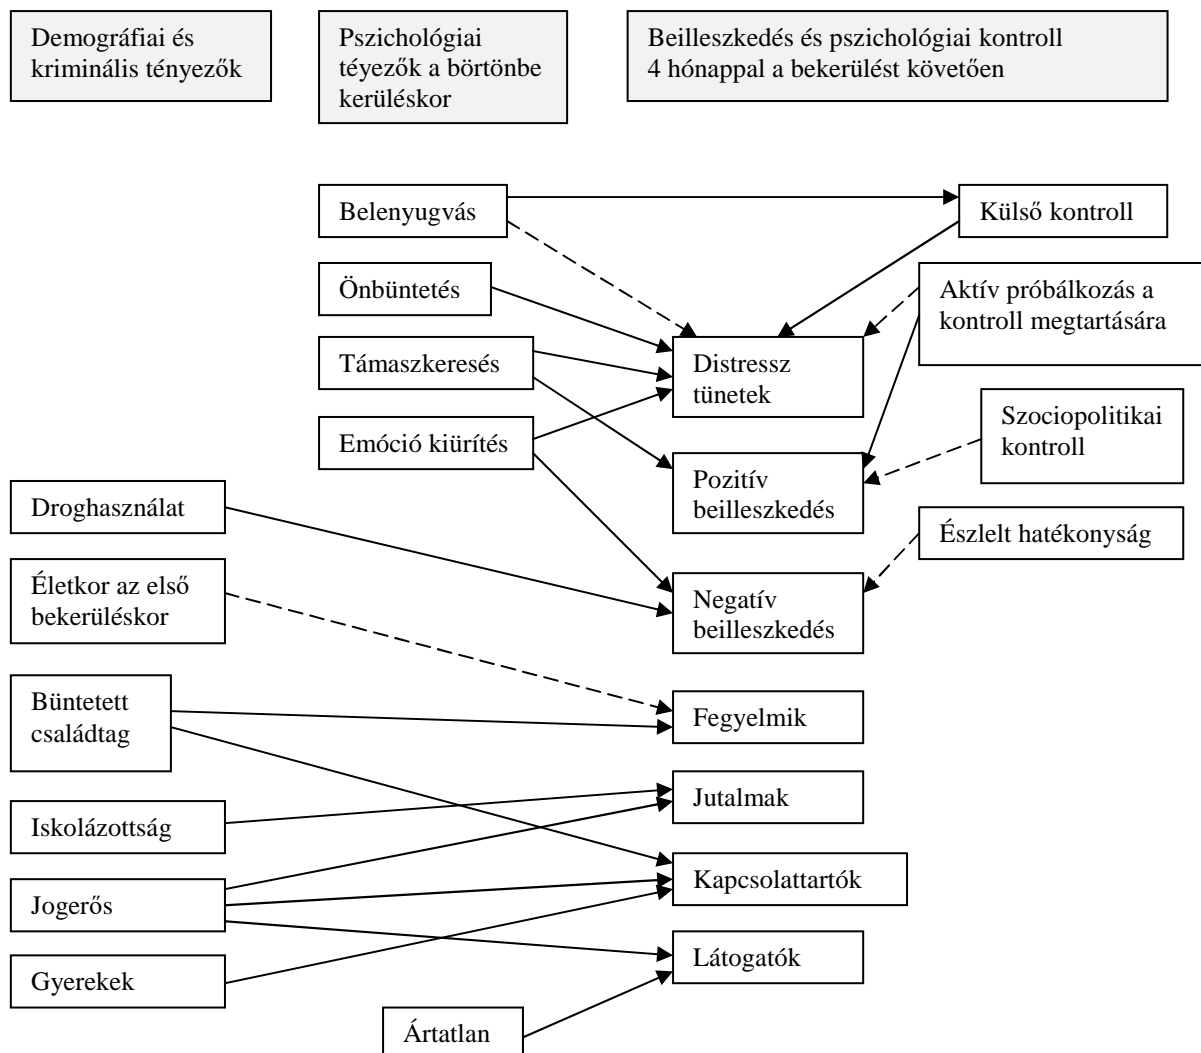 Demográfiai és
kriminális tényezők
Pszichológiai
téyezők a börtönbe
kerüléskor
Beilleszkedés és pszichológiai kontroll
4 hónappal a bekerülést követően
Belenyugvás
Külső kontroll
Önbüntetés
Aktív próbálkozás a
kontroll megtartására
Támaszkeresés
Distressz
tünetek
Emóció kiürítés
Szociopolitikai
kontroll
Pozitív
beilleszkedés
Droghasználat
Észlelt hatékonyság
Életkor az első
bekerüléskor
Negatív
beilleszkedés
Büntetett
családtag
Fegyelmik
Iskolázottság
Jutalmak
Jogerős
Kapcsolattartók
Gyerekek
Látogatók
Ártatlan